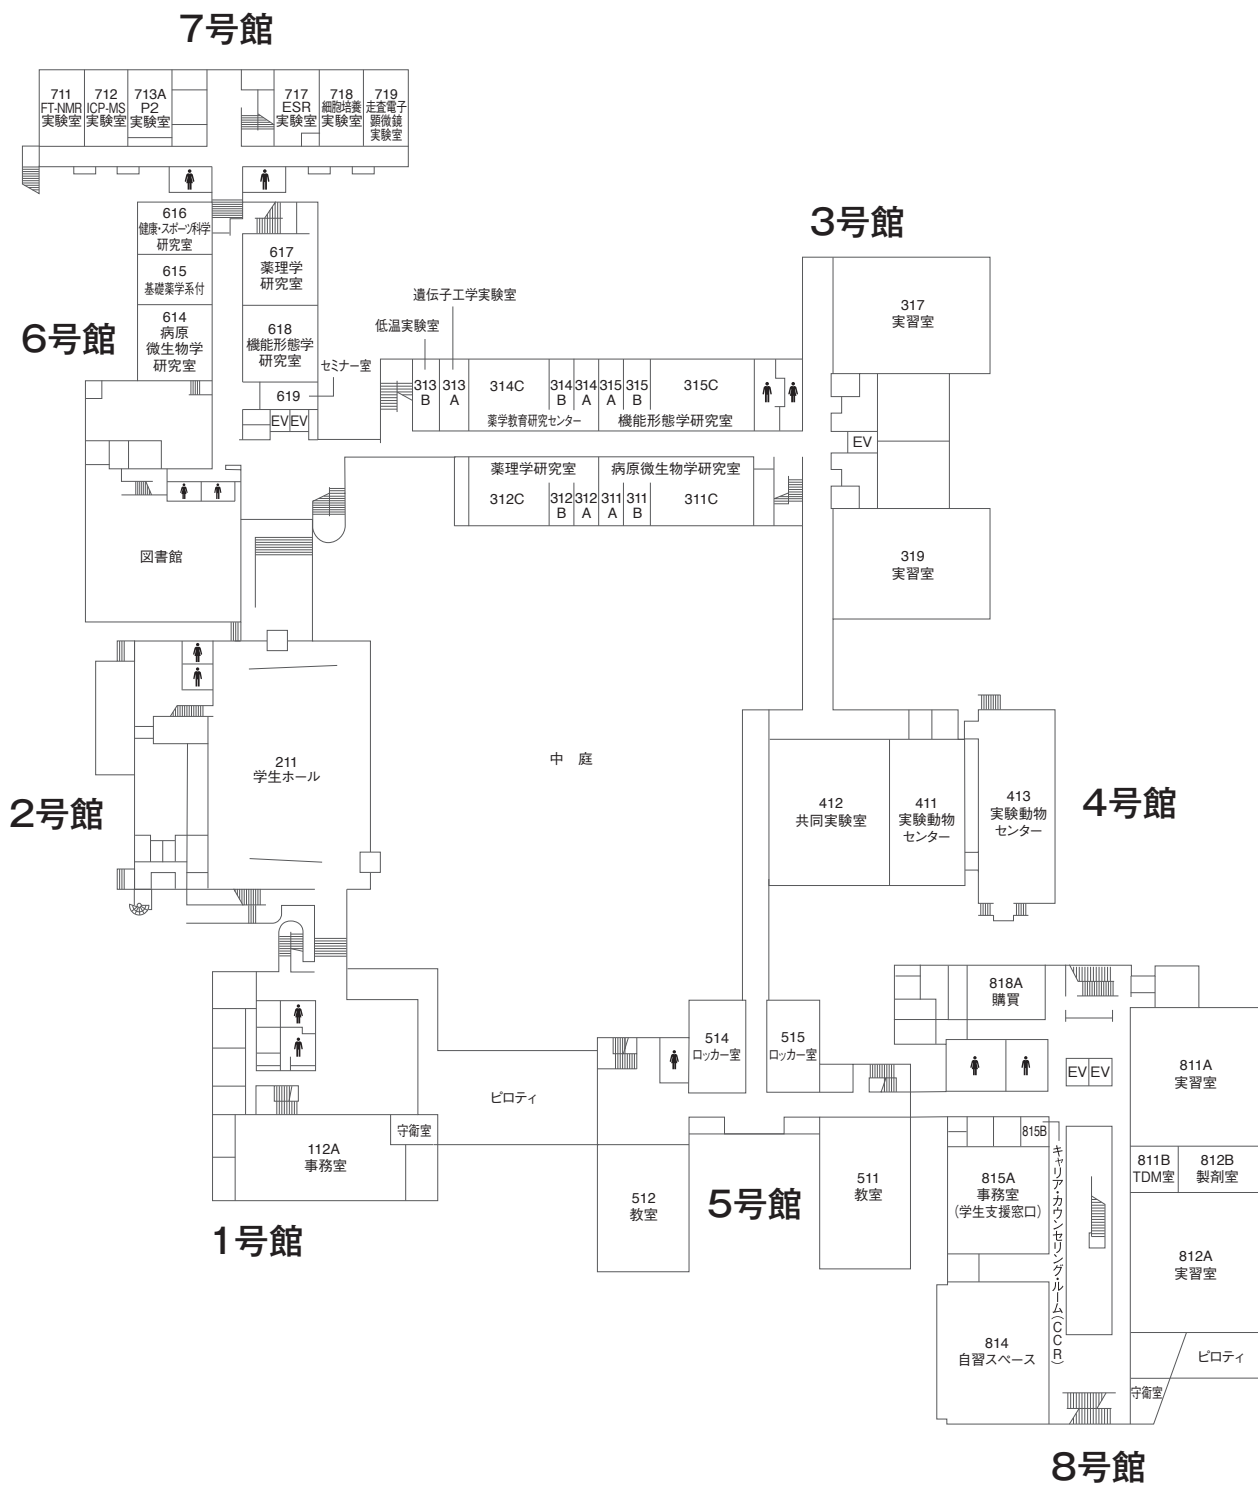 7号館
711
FT-NMR
実験室
712
ICP-MS
実験室
713A
P2
実験室
717
ESR
実験室
718
細胞培養
実験室
719
走査電子
顕微鏡
実験室
616
健康・スポーツ科学
研究室
615
基礎薬学系付
614
病原
微生物学
研究室
617
薬理学
研究室
618
機能形態学
研究室
セミナー室
619
EV
EV
6号館
図書館
3号館
遺伝子工学実験室
低温実験室
313
B
313
A
314C
314
B
314
A
薬学教育研究センター
315
A
315
B
315C
機能形態学研究室
薬理学研究室
312C
312
B
312
A
病原微生物学研究室
311
A
311
B
311C
317
実習室
EV
319
実習室
211
学生ホール
2号館
中 庭
412
共同実験室
411
実験動物
センター
413
実験動物
センター
4号館
818A
購買
514
ロッカー室
515
ロッカー室
EV
EV
811A
実習室
ピロティ
守衛室
112A
事務室
1号館
512
教室
5号館
511
教室
815B
キャリア・カウンセリング・ルーム(CCR)
815A
事務室
(学生支援窓口)
811B
TDM室
812B
製剤室
812A
実習室
814
自習スペース
ピロティ
守衛室
8号館